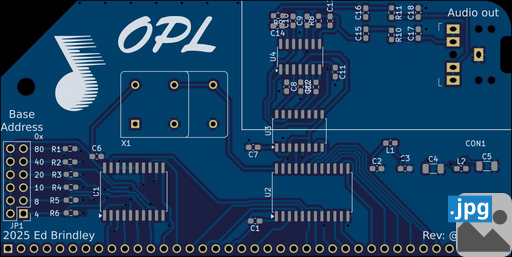 OPL
Audio out
Base
Address
0x
80 R1
40 R2
20 R3
10 R4
8 R5
4 R6
JP1
C6
X1
U1
C7
C1
U2
U3
U4
C14
C11
C16
C15
R11
R10
C18
C17
L1
C2
C3
C4
L2
C5
CON1
2025 Ed Brindley
Rev: @
.jpg